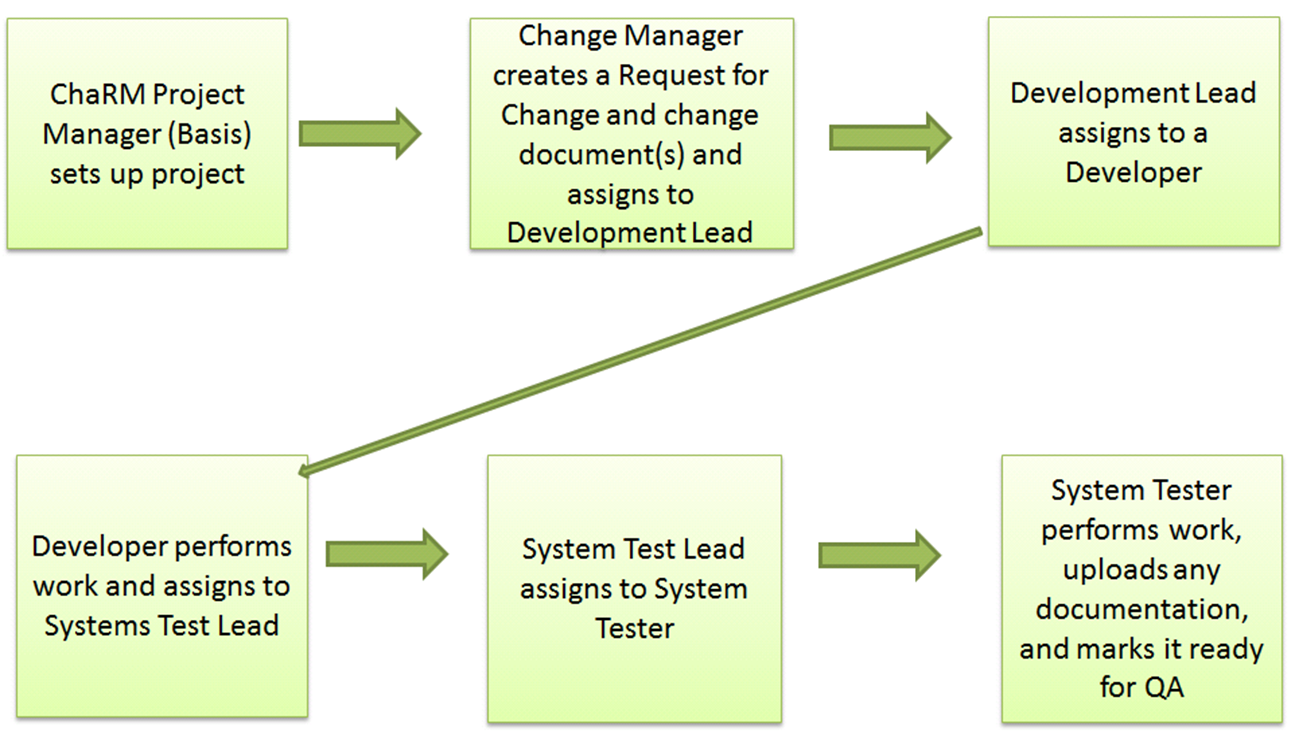 ChaRM Project
Manager (Basis)
sets up project
Change Manager
creates a Request for
Change and change
document(s) and
assigns to
Development Lead
Development Lead
assigns to a
Developer
Developer performs
work and assigns to
Systems Test Lead
System Test Lead
assigns to System
Tester
System Tester
performs work,
uploads any
documentation,
and marks it ready
for QA